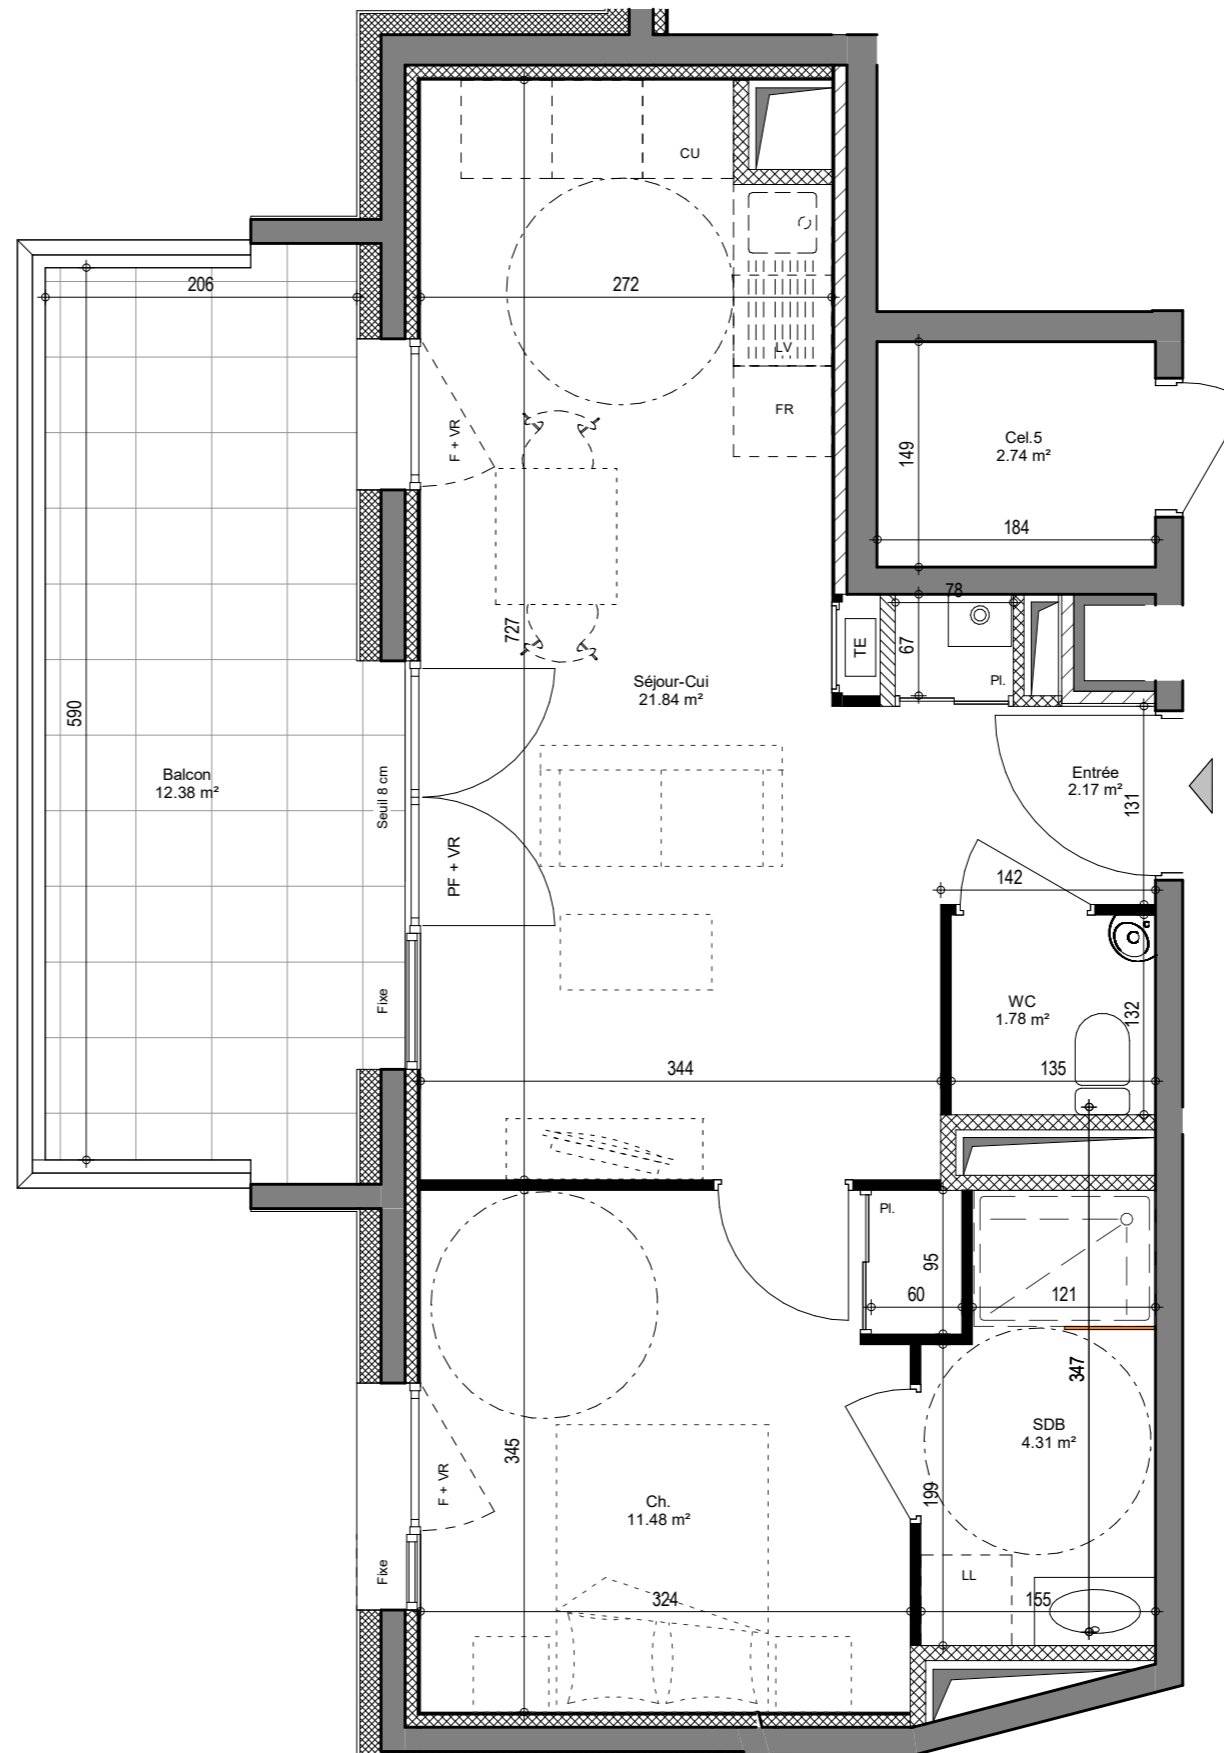 CU
206
272
LV
FR
F + VR
Cel.5
2.74 m²
149
184
78
67
TE
Pl.
727
Séjour-Cui
21.84 m²
590
Balcon
12.38 m²
Seuil 8 cm
PF + VR
Entrée
2.17 m²
131
142
Fixe
WC
1.78 m²
132
135
344
Pl.
95
60
121
347
SDB
4.31 m²
199
345
F + VR
Ch.
11.48 m²
Fixe
LL
324
155